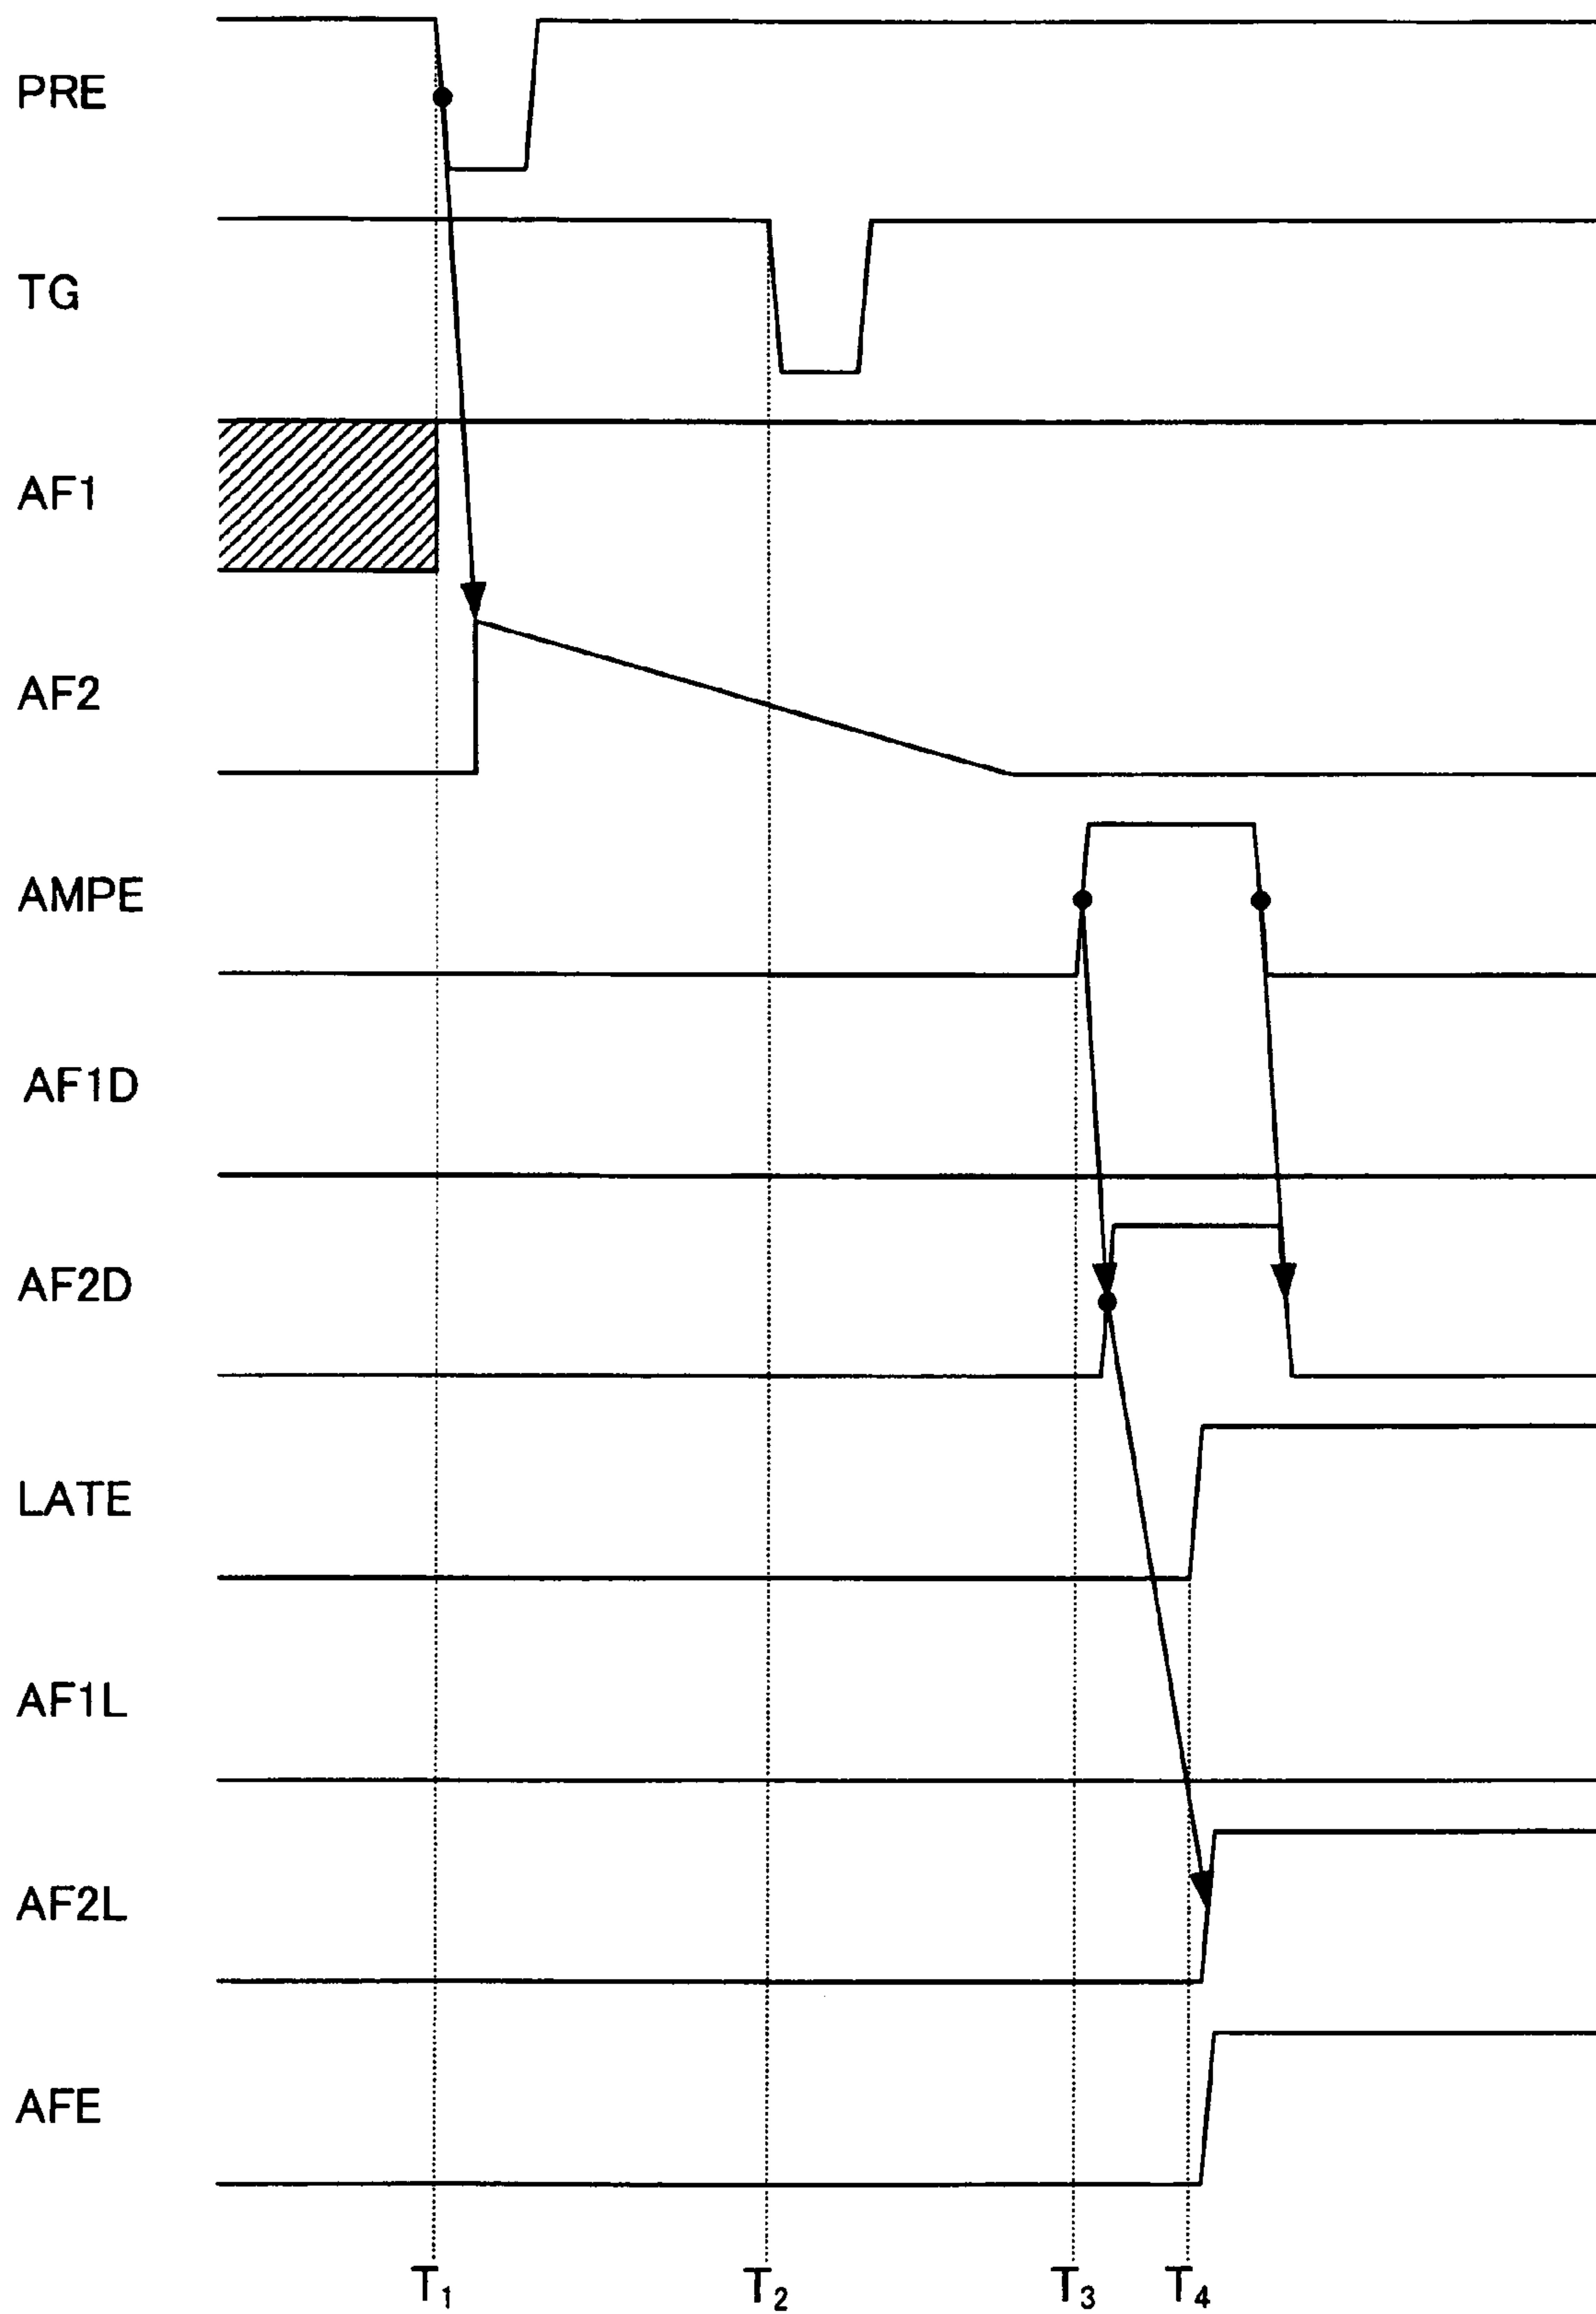 PRE
TG
AF1
AF2
AMPE
AF1D
AF2D
LATE
AF1L
AF2L
AFE
T1 T2 T3 T4